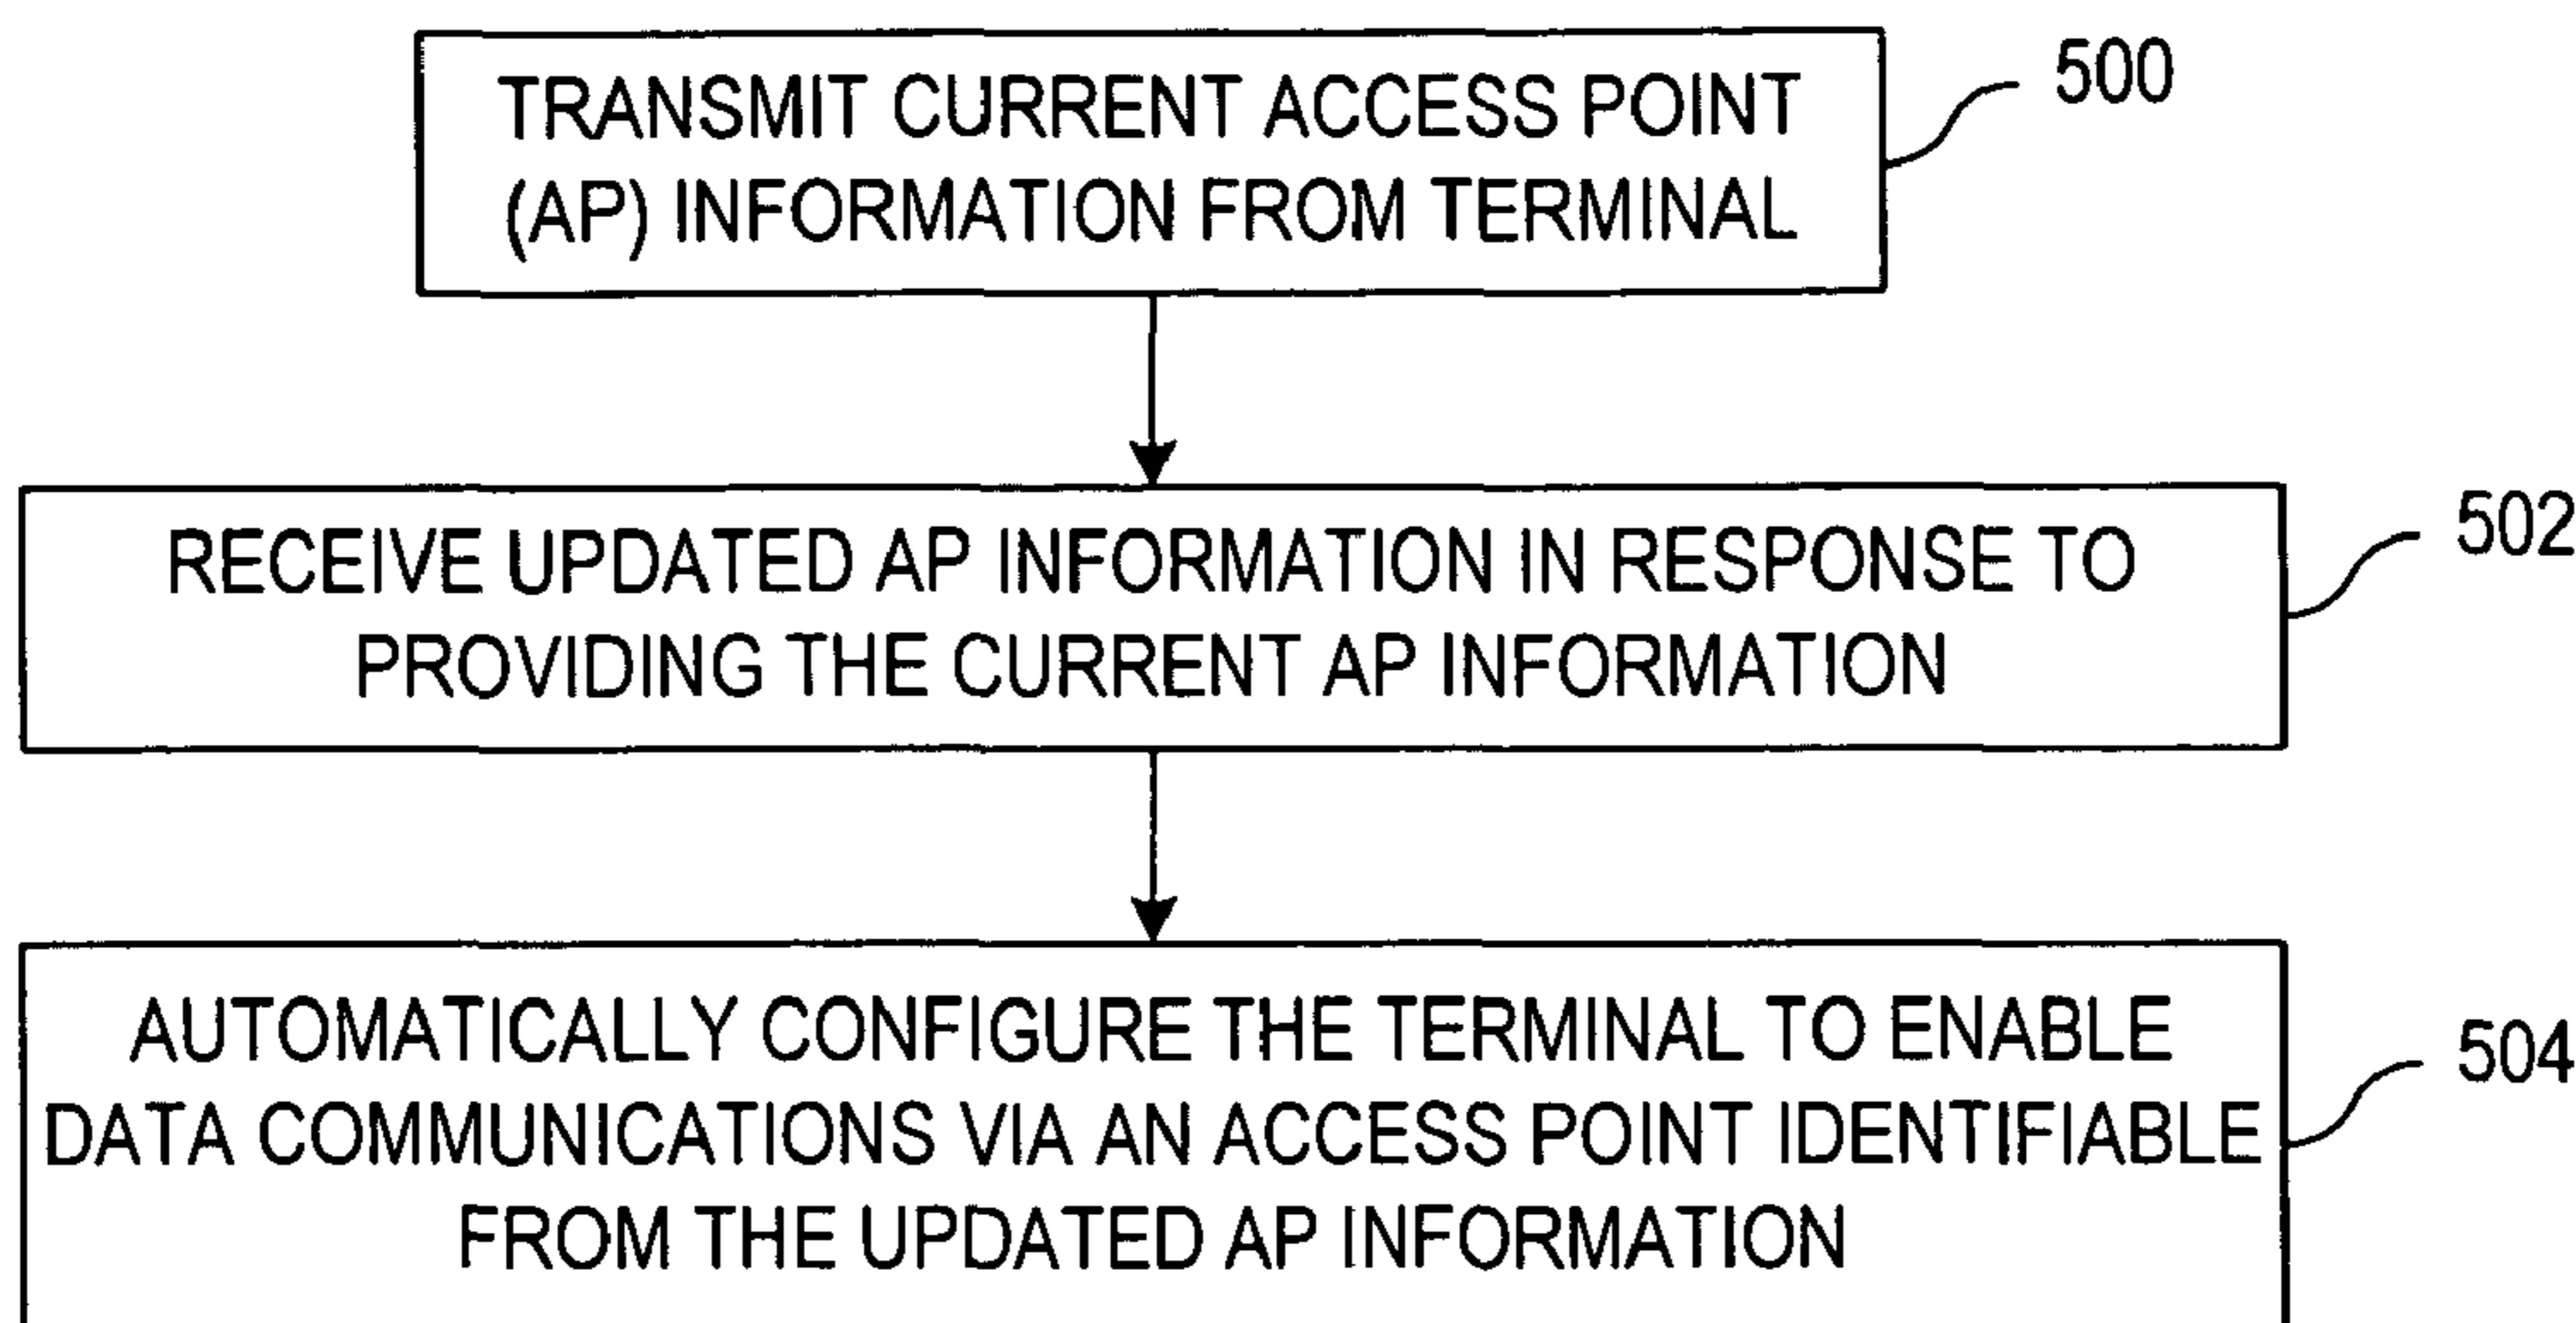 TRANSMIT CURRENT ACCESS POINT
(AP) INFORMATION FROM TERMINAL
500
RECEIVE UPDATED AP INFORMATION IN RESPONSE TO
PROVIDING THE CURRENT AP INFORMATION
502
AUTOMATICALLY CONFIGURE THE TERMINAL TO ENABLE
DATA COMMUNICATIONS VIA AN ACCESS POINT IDENTIFIABLE
FROM THE UPDATED AP INFORMATION
504